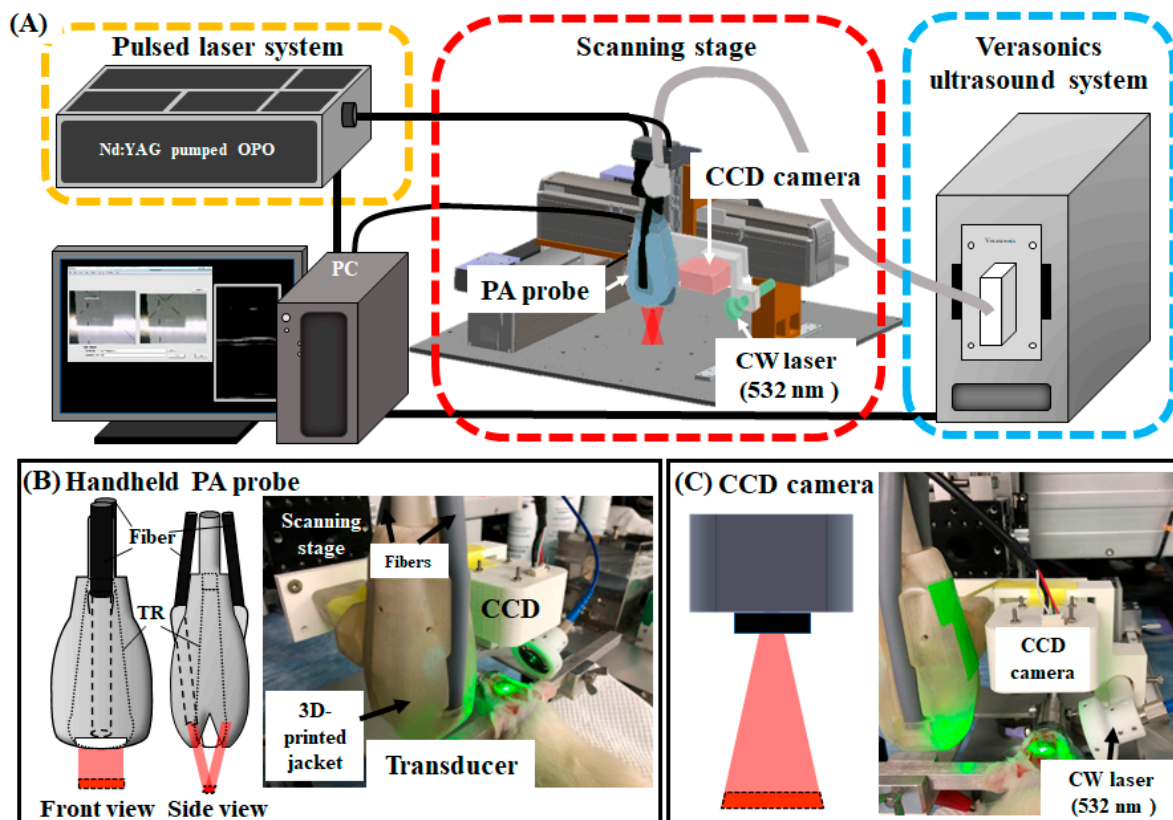 (A)
Pulsed laser system
Nd:YAG pumped OPO
Scanning stage
CCD camera
PA probe
CW laser
(532 nm )
Verasonics
ultrasound system
Verasonics
PC
(B) Handheld PA probe
Fiber
TR
Front view Side view
Scanning
stage
Fibers
CCD
3D-
printed
jacket
Transducer
(C) CCD camera
CCD
camera
CW laser
(532 nm )